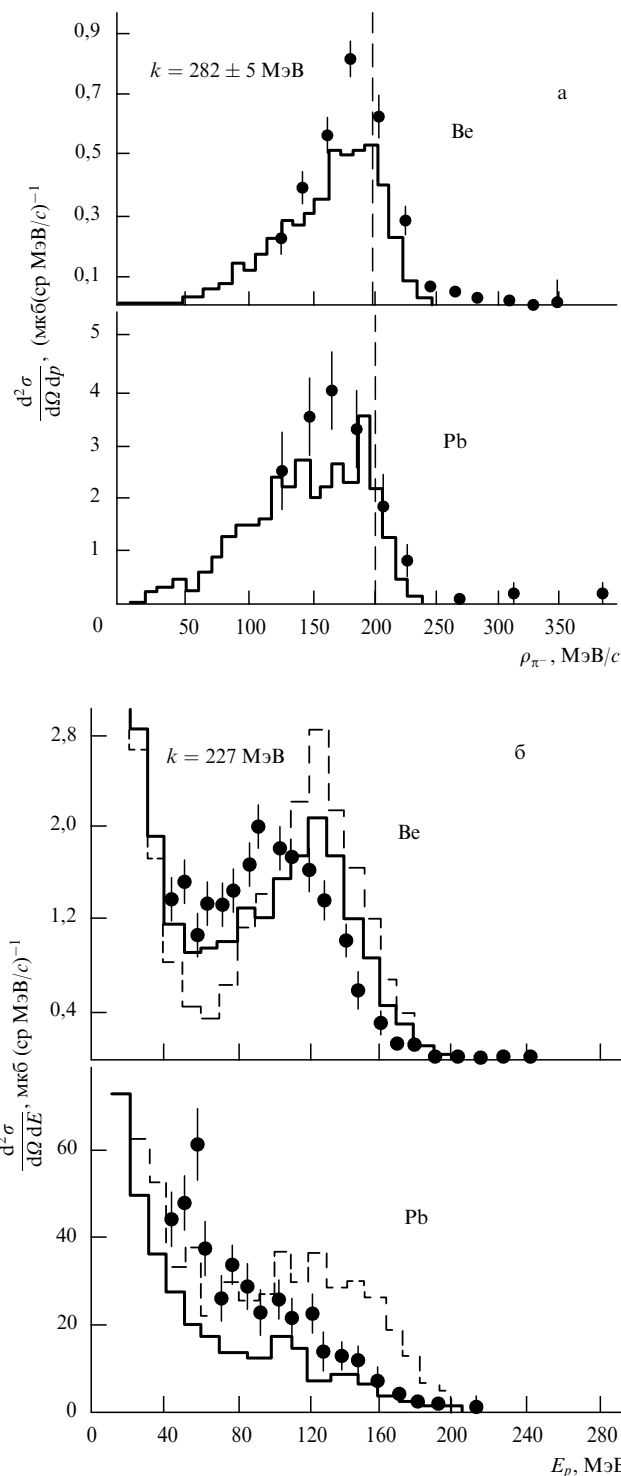 0,9
k = 282 ± 5 МэВ
а
0,7
Be
0,5
0,3
0,1
d²σ/dΩ dp, (мкб(ср МэВ/c)⁻¹
5
4
3
Pb
2
1
0 50 100 150 200 250 300 350
ρπ⁻, МэВ/c
2,8
k = 227 МэВ
б
2,0
Be
1,2
0,4
d²σ/dΩ dE, мкб (ср МэВ/c)⁻¹
60
Pb
40
20
0
0 40 80 120 160 200 240 280
Eₚ, МэВ